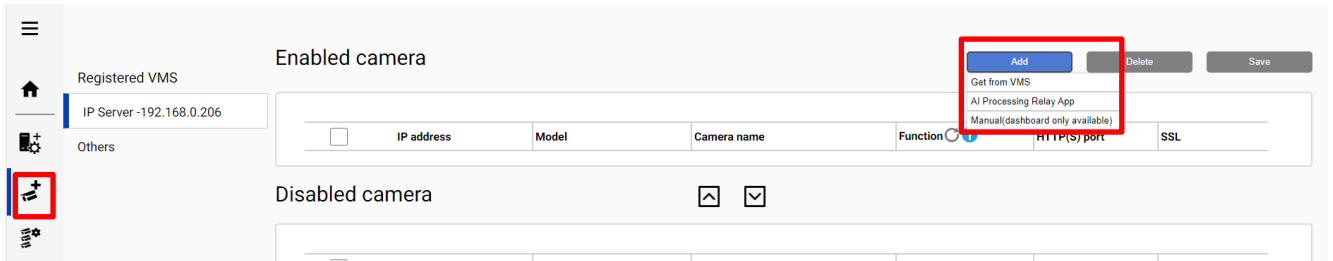 Enabled camera
Add
Delete
Save
Registered VMS
Get from VMS
AI Processing Relay App
Manual(dashboard only available)
IP Server -192.168.0.206
Others
IP address
Model
Camera name
Function
HTTP(S) port
SSL
Disabled camera